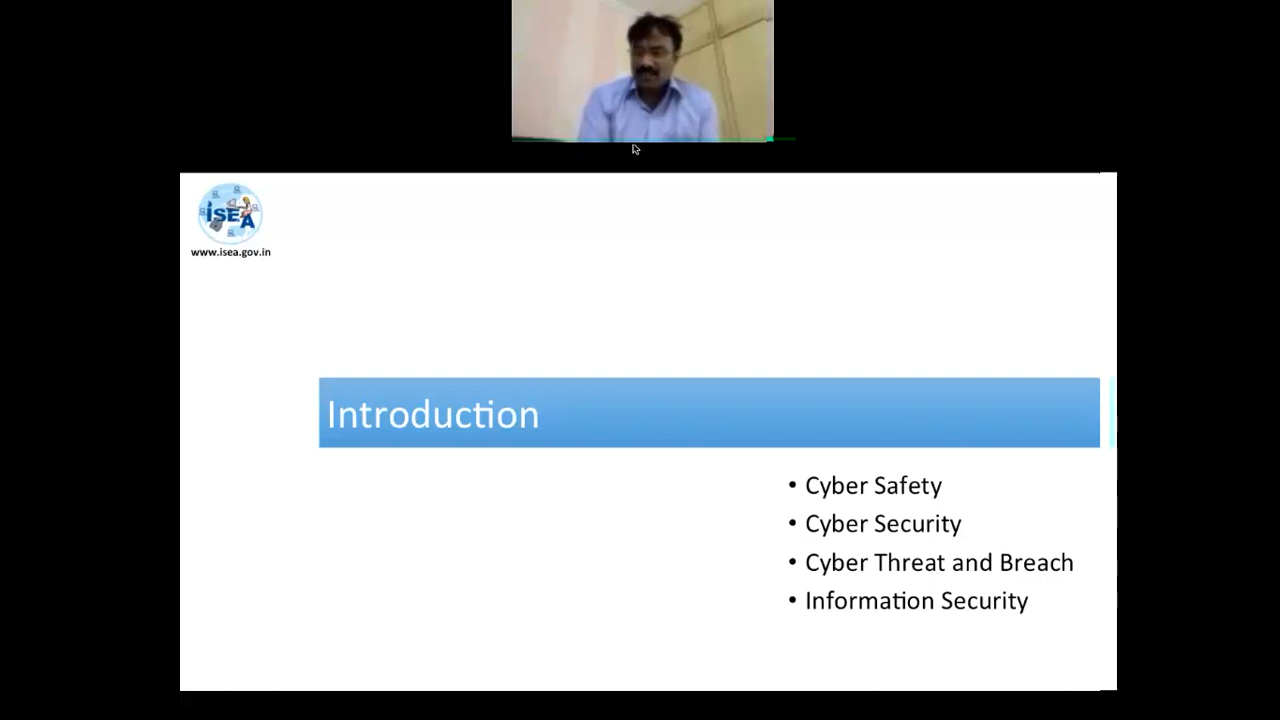 ISEA
www.isea.gov.in
Introduction
• Cyber Safety
• Cyber Security
• Cyber Threat and Breach
• Information Security